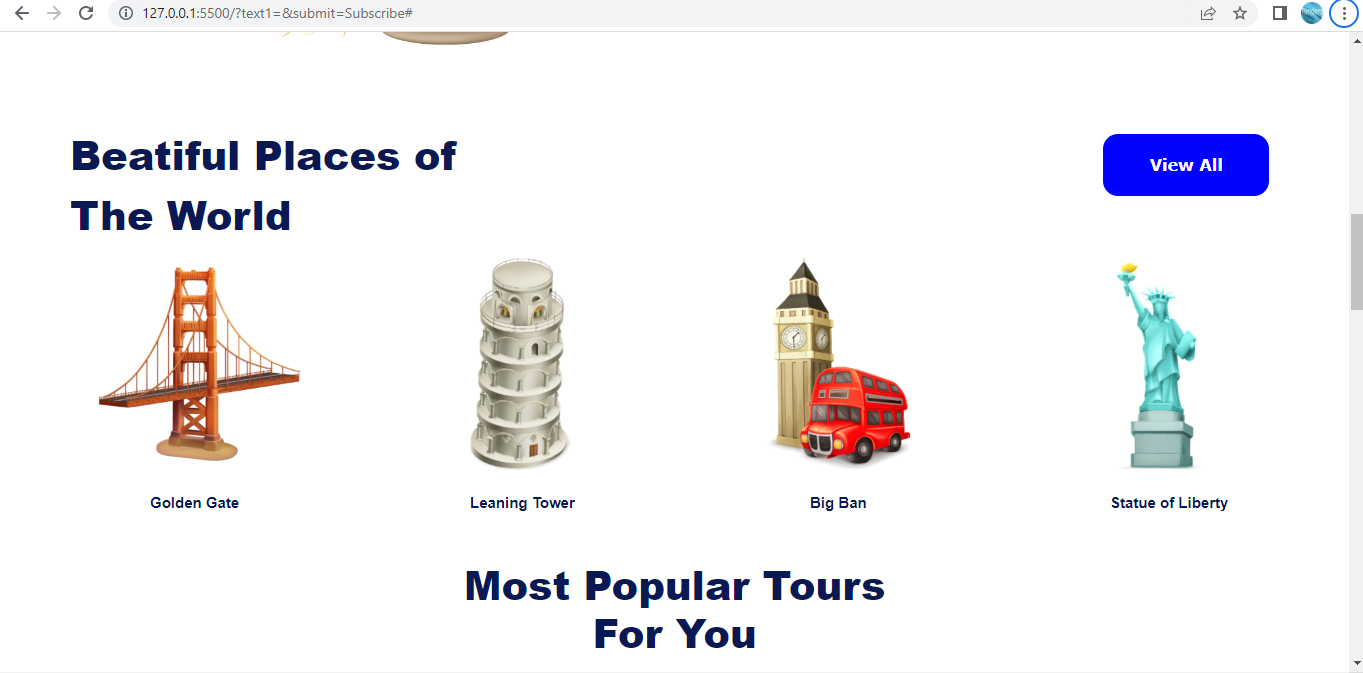 127.0.0.1:5500/?text1=&submit=Subscribe#
Beatiful Places of
The World
View All
Golden Gate
Leaning Tower
Big Ban
Statue of Liberty
Most Popular Tours
For You